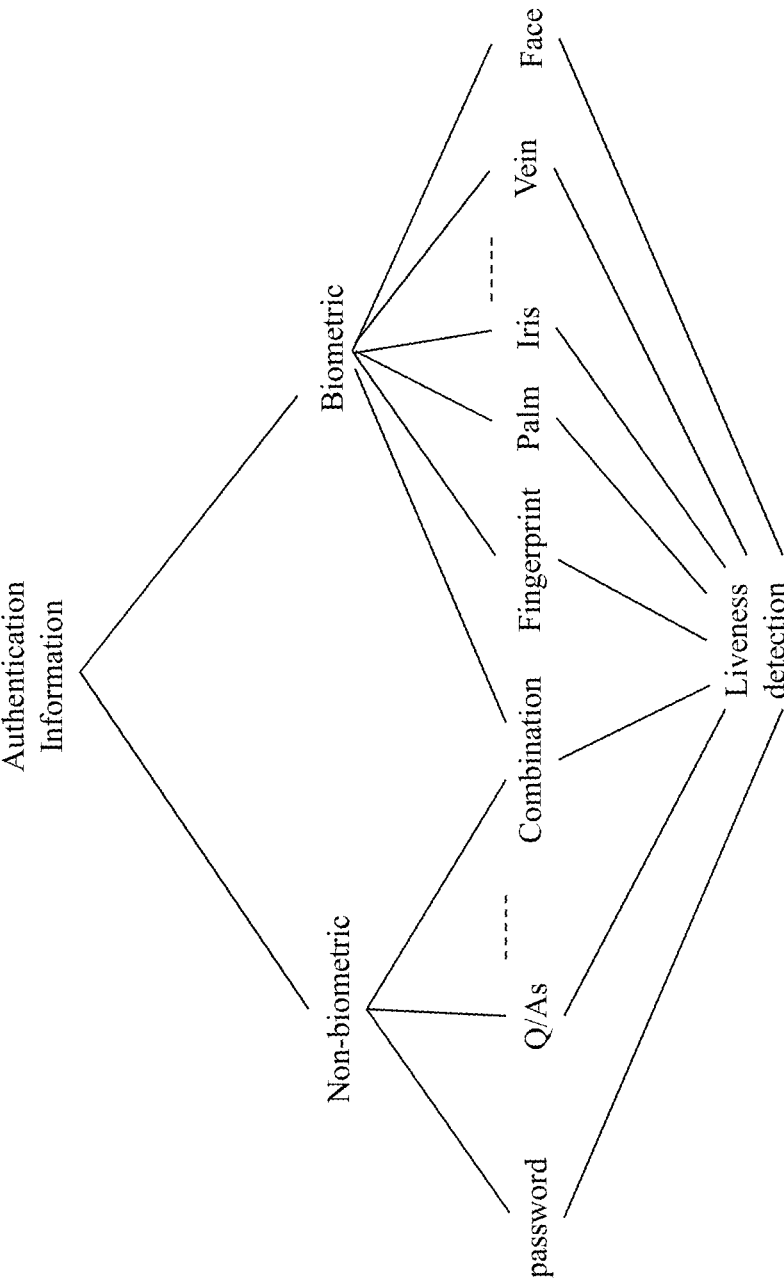 Authentication
Information
Non-biometric
Biometric
password
Q/As
Combination
Fingerprint
Palm
Iris
Vein
Face
Liveness
detection